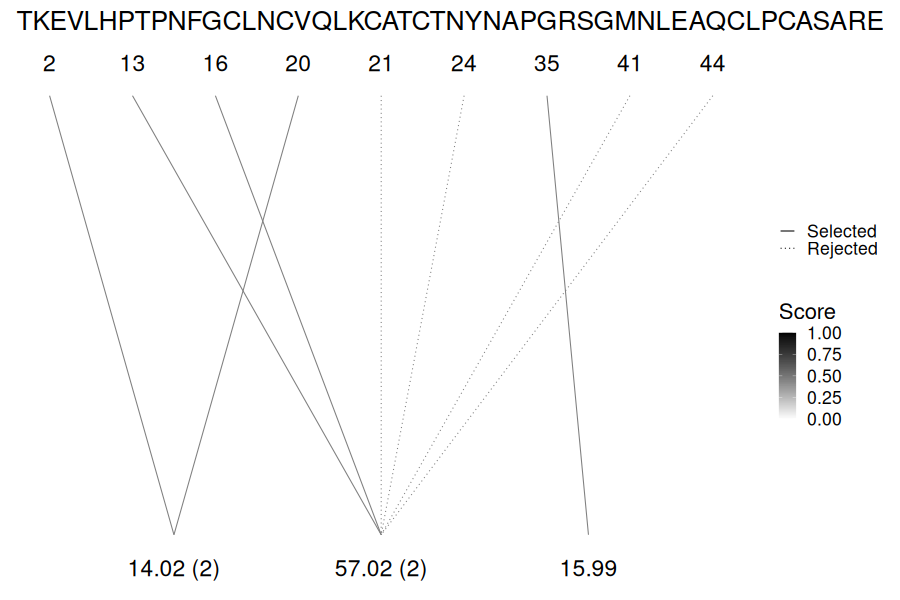 TKEVLHPTPNFGCLNCVQLKCATCTNYNAPGRSGMNLEAQCLPCASARE
2 13 16 20 21 24 35 41 44
Selected
Rejected
Score
1.00
0.75
0.50
0.25
0.00
14.02 (2) 57.02 (2) 15.99